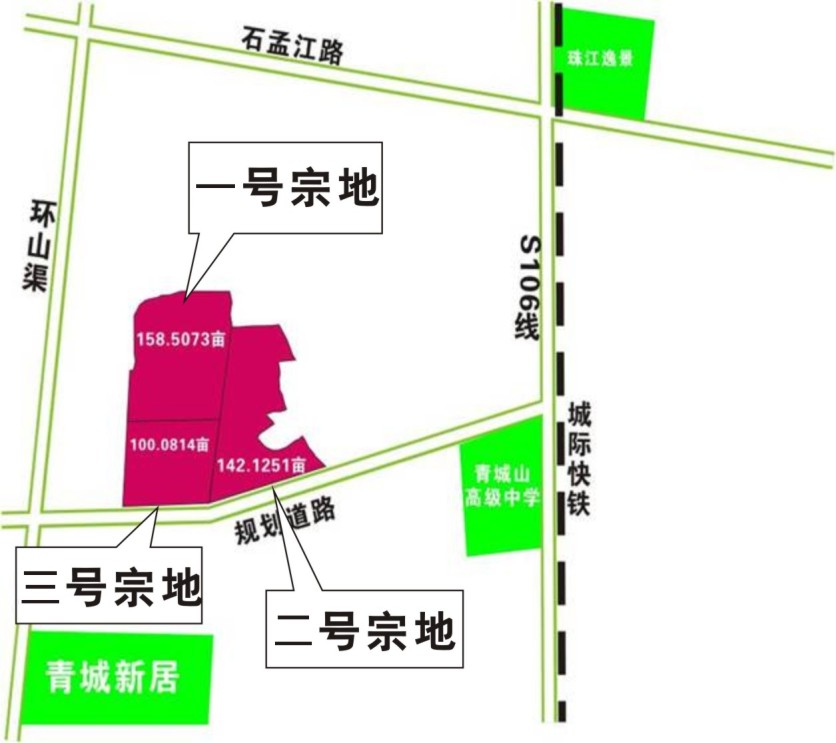 石孟江路
珠江逸景
一号宗地
环山渠
S106线
158.5073亩
100.0814亩
142.1251亩
城际快铁
青城山
高级中学
规划道路
三号宗地
二号宗地
青城新居